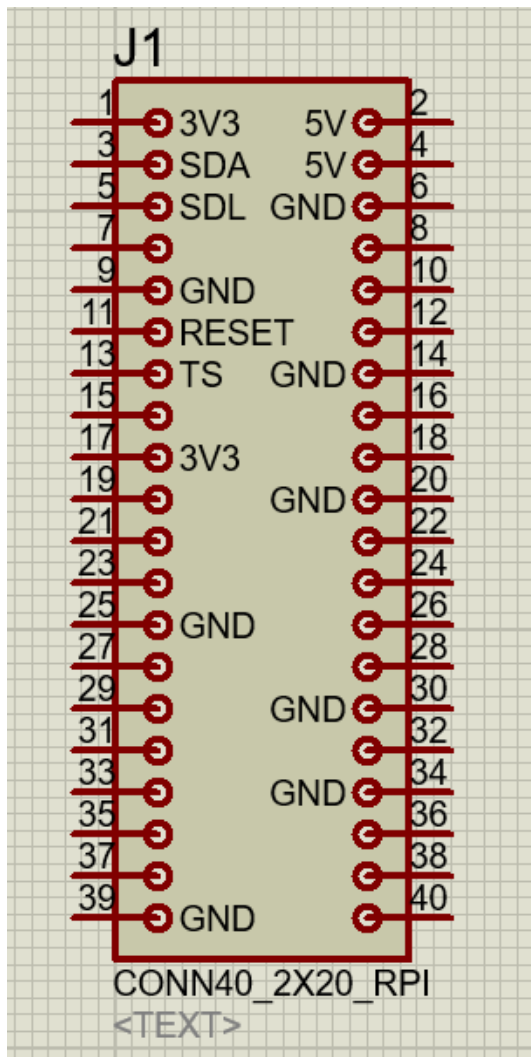 J1
1 3V3 5V 2
3 SDA 5V 4
5 SDL GND 6
7 8
9 GND 10
11 RESET 12
13 TS GND 14
15 16
17 3V3 18
19 GND 20
21 22
23 24
25 GND 26
27 28
29 GND 30
31 32
33 GND 34
35 36
37 38
39 GND 40
CONN40_2X20_RPI
<TEXT>